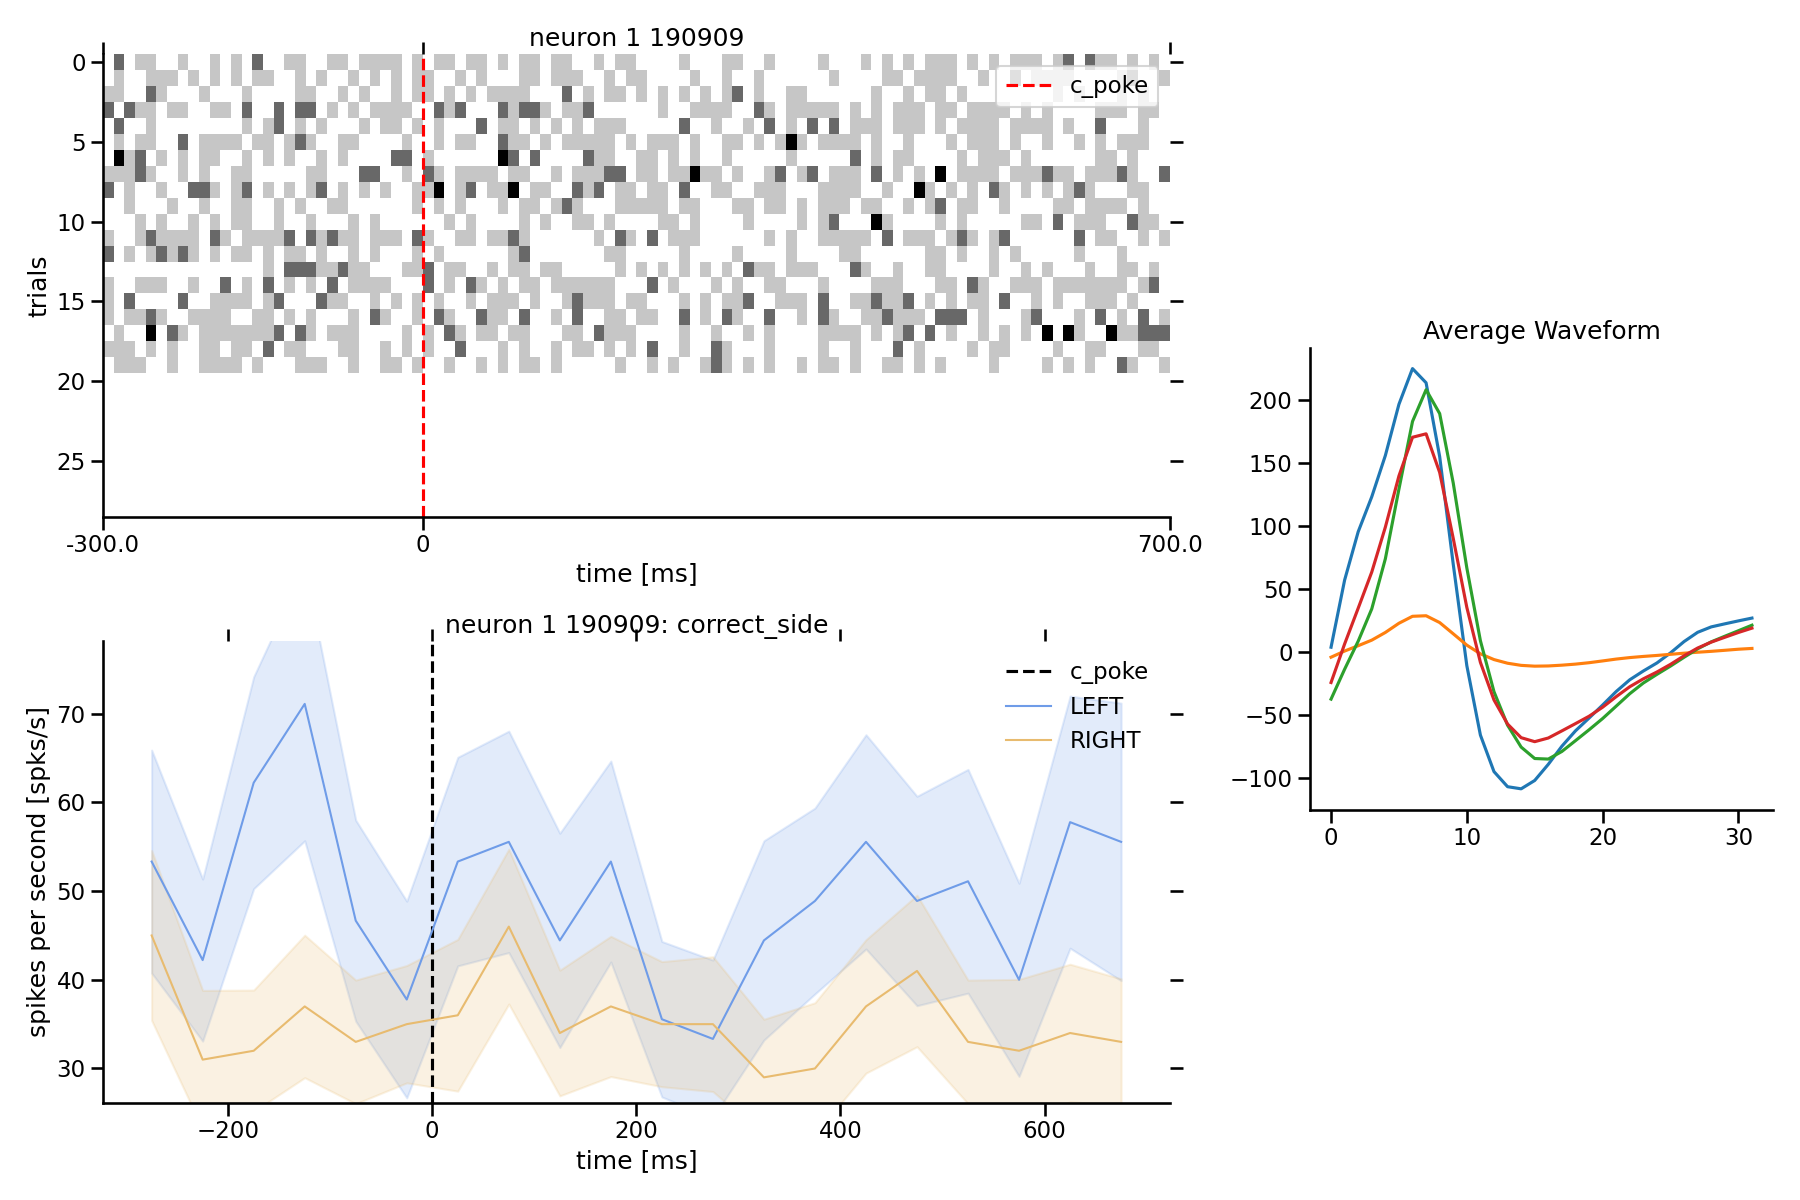 neuron 1 190909
0
5
10
15
20
25
trials
c_poke
-300.0
0
700.0
time [ms]
neuron 1 190909: correct_side
70
60
50
40
30
spikes per second [spks/s]
c_poke
LEFT
RIGHT
−200
0
200
400
600
time [ms]
Average Waveform
200
150
100
50
0
−50
−100
0
10
20
30